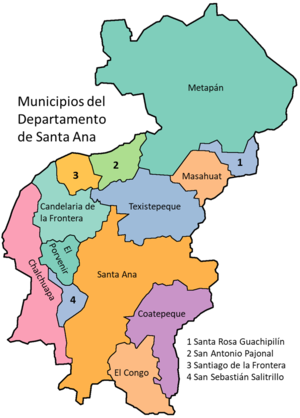 Metapán
Municipios del
Departamento
de Santa Ana
1
2
3
Masahuat
Candelaria de
la Frontera
Texistepeque
El
Porvenir
Chalchuapa
Santa Ana
4
Coatepeque
El Congo
1 Santa Rosa Guachipilín
2 San Antonio Pajonal
3 Santiago de la Frontera
4 San Sebastián Salitrillo